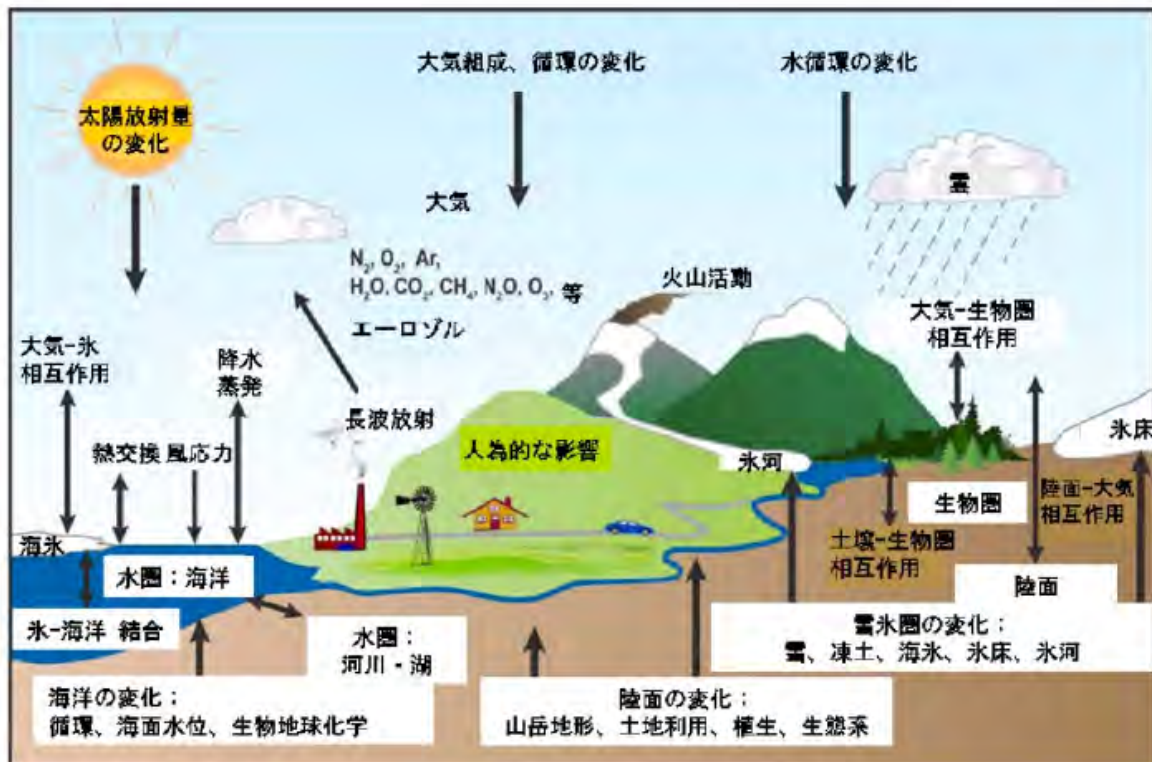 大気組成、循環の変化
水循環の変化
太陽放射量
の変化
雲
大気
N₂, O₂, Ar,
H₂O, CO₂, CH₄, N₂O, O₃, 等
エーロゾル
火山活動
大気-生物圏
相互作用
大気-氷
相互作用
降水
蒸発
長波放射
熱交換 風応力
人為的な影響
氷河
氷床
生物圏
陸面-大気
相互作用
土壌-生物圏
相互作用
海氷
水圏：海洋
陸面
氷-海洋 結合
水圏：
河川・湖
雪氷圏の変化：
雪、凍土、海氷、氷床、氷河
海洋の変化：
循環、海面水位、生物地球化学
陸面の変化：
山岳地形、土地利用、植生、生態系